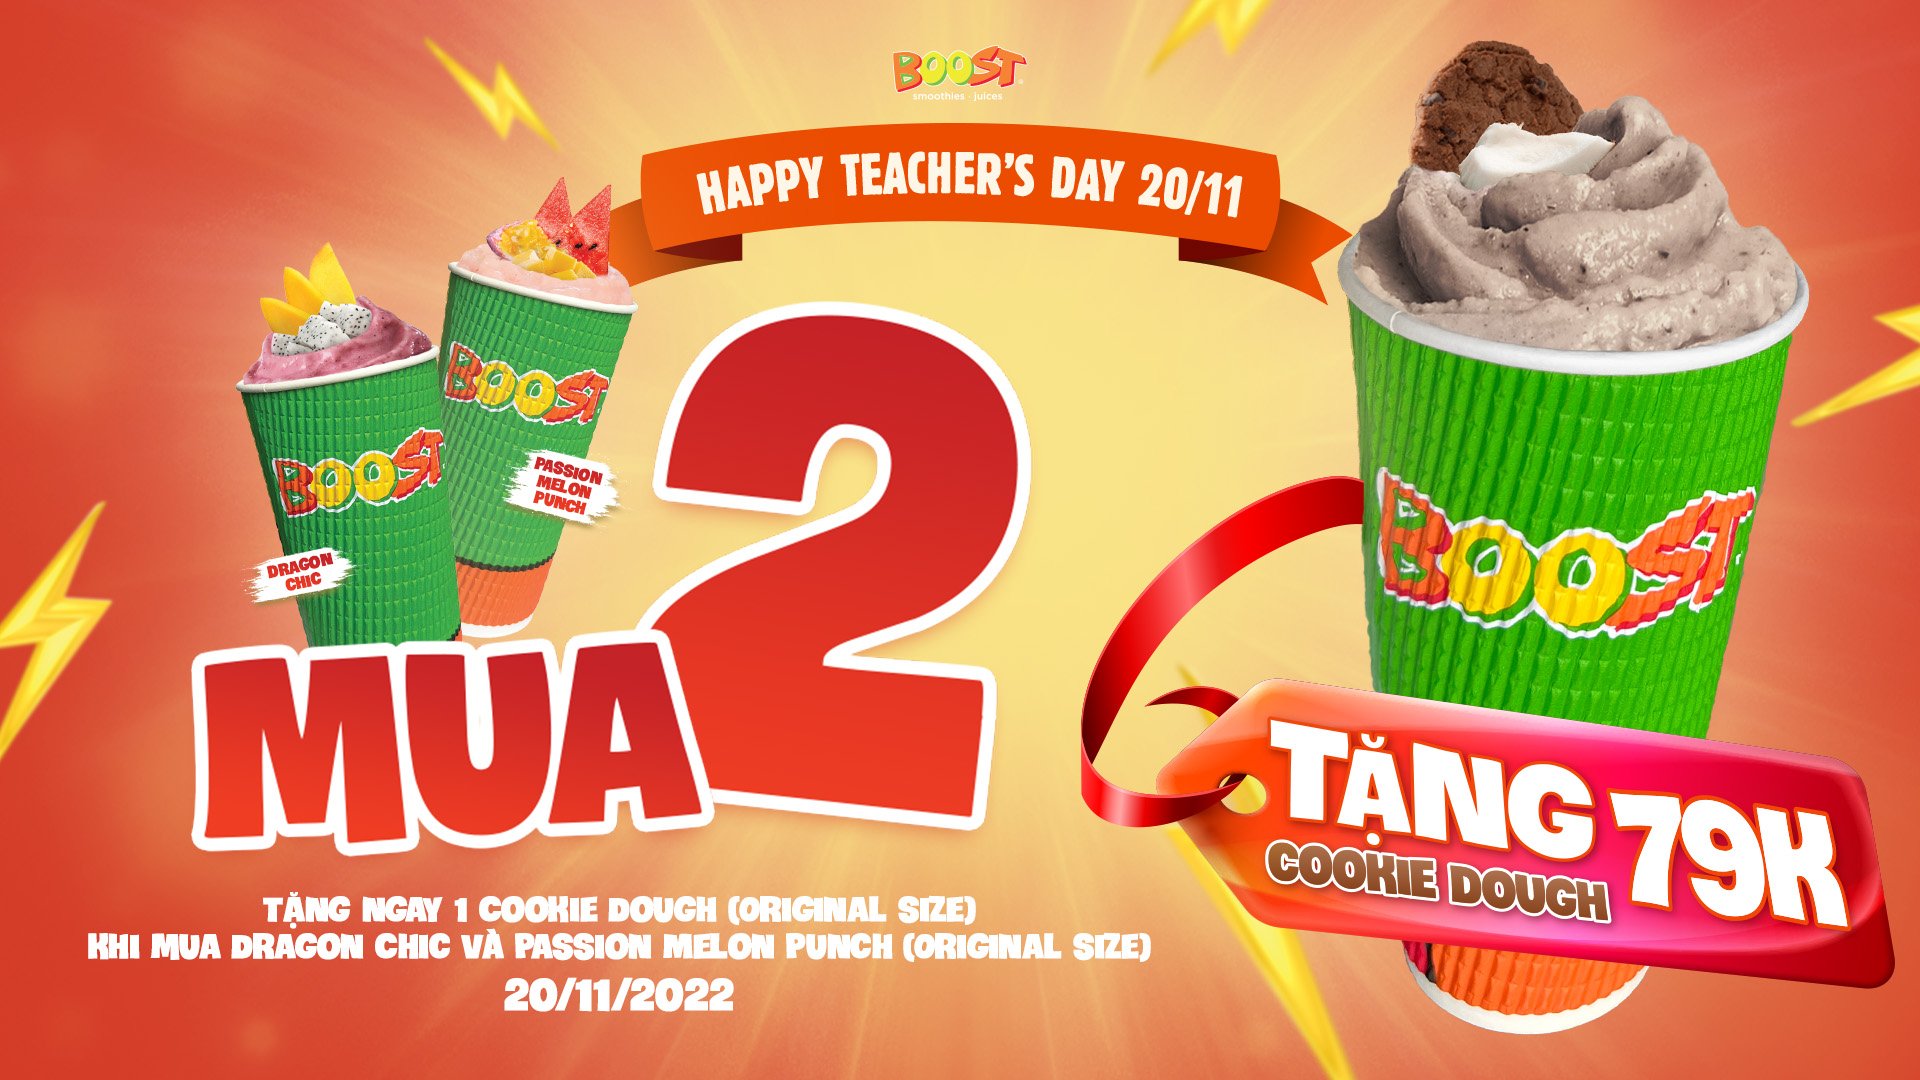 BOOST
smoothies - juices
HAPPY TEACHER'S DAY 20/11
BOOST
BOOST
PASSION
MELON
PUNCH
DRAGON
CHIC
BOOST
MUA 2
TẶNG 79K
COOKIE DOUGH
TẶNG NGAY 1 COOKIE DOUGH (ORIGINAL SIZE)
KHI MUA DRAGON CHIC VÀ PASSION MELON PUNCH (ORIGINAL SIZE)
20/11/2022